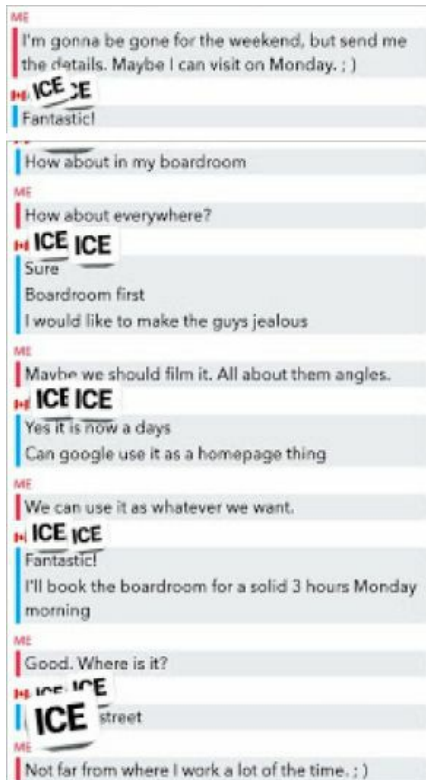 ME
I'm gonna be gone for the weekend, but send me
the details. Maybe I can visit on Monday. ; )
ICE CE
Fantastic!
How about in my boardroom
ME
How about everywhere?
ICE ICE
Sure
Boardroom first
I would like to make the guys jealous
ME
Maybe we should film it. All about them angles.
ICE ICE
Yes it is now a days
Can google use it as a homepage thing
ME
We can use it as whatever we want.
ICE ICE
Fantastic!
I'll book the boardroom for a solid 3 hours Monday
morning
ME
Good. Where is it?
ICE ICE
ICE street
ME
Not far from where I work a lot of the time. ; )